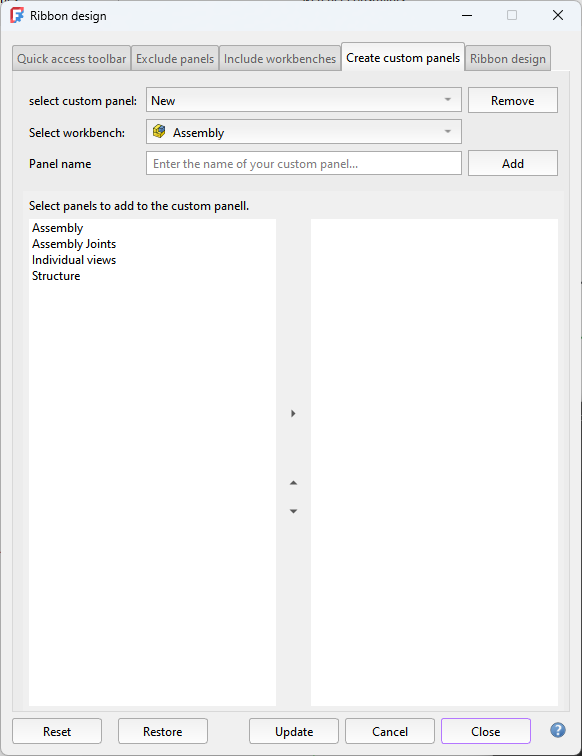 Ribbon design
Quick access toolbar Exclude panels Include workbenches Create custom panels Ribbon design
select custom panel: New Remove
Select workbench: Assembly
Panel name Enter the name of your custom panel... Add
Select panels to add to the custom panell.
Assembly
Assembly Joints
Individual views
Structure
Reset Restore Update Cancel Close ?